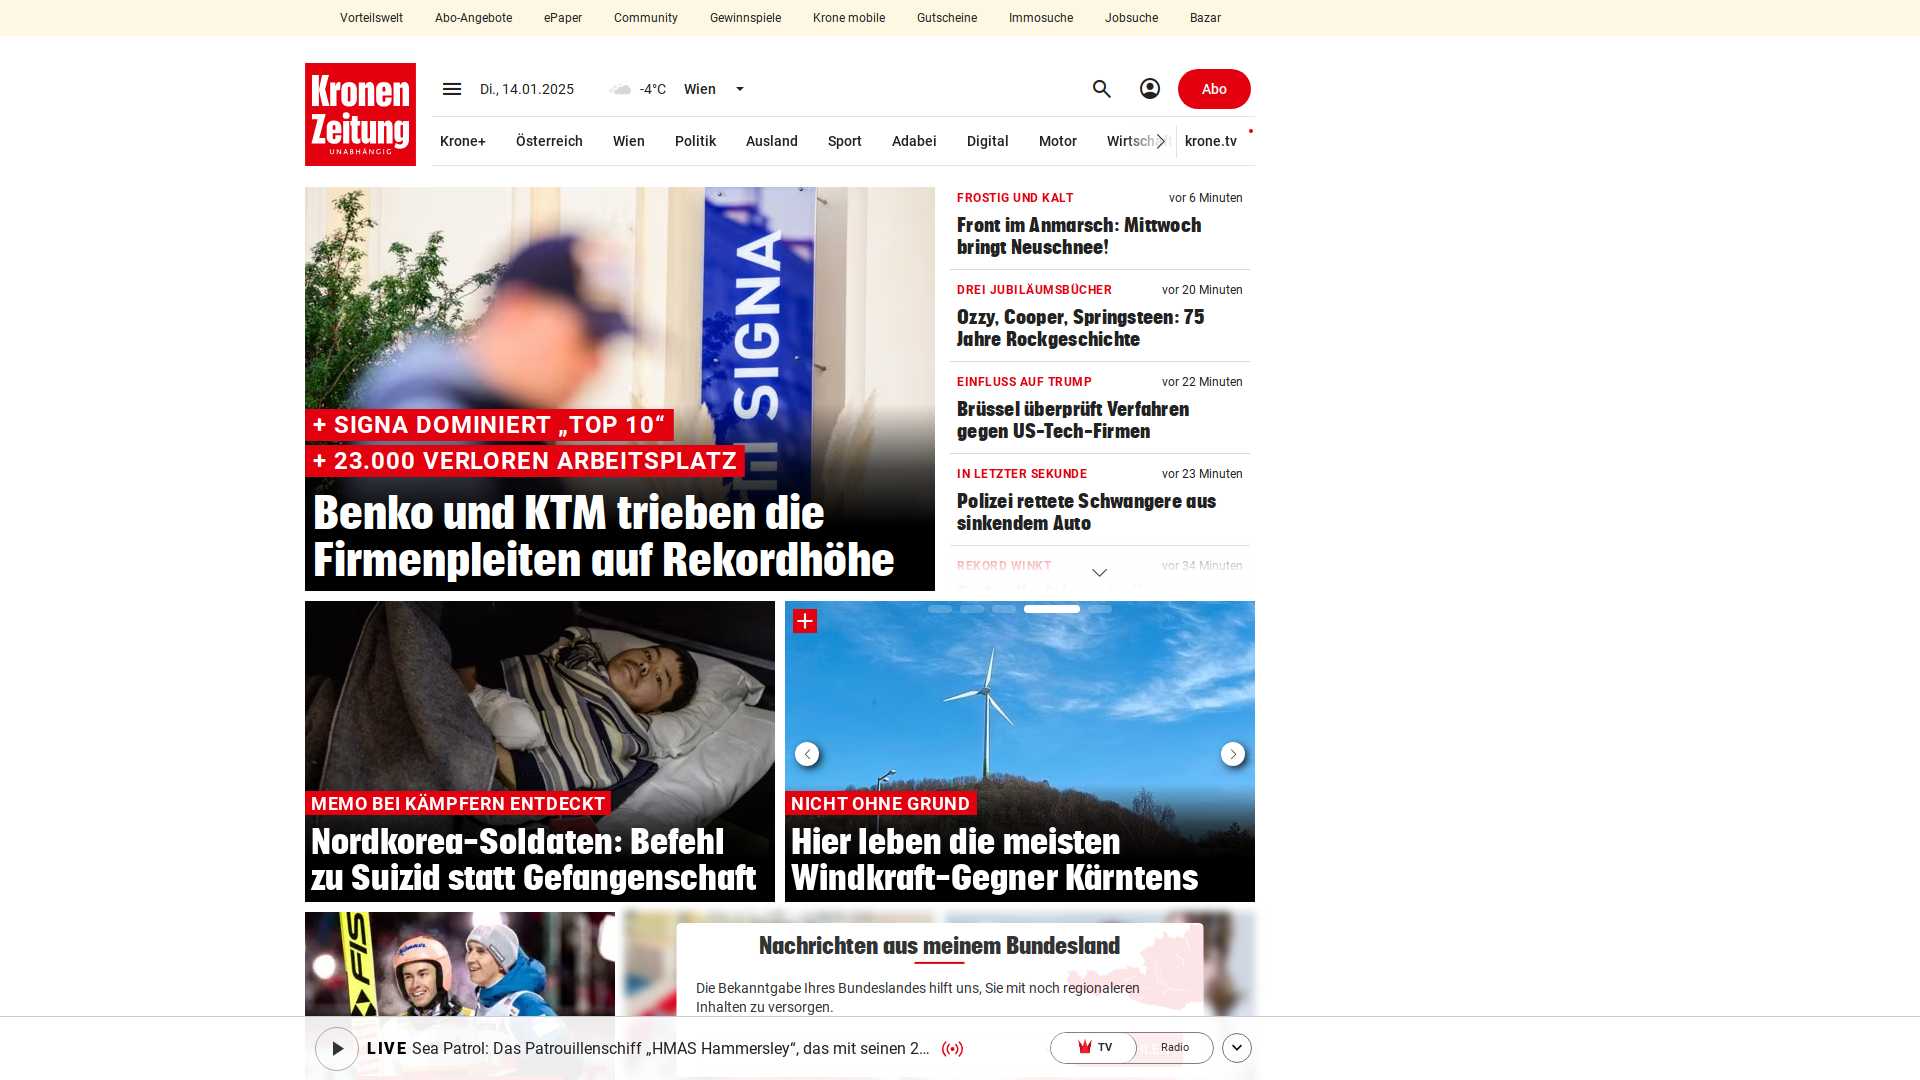 Vorteilswelt Abo-Angebote ePaper Community Gewinnspiele Krone mobile Gutscheine Immosuche Jobsuche Bazar
Kronen
Zeitung
UNABHÄNGIG
Di., 14.01.2025 -4°C Wien Abo
Krone+ Österreich Wien Politik Ausland Sport Adabei Digital Motor Wirtschaft krone.tv
SIGNA
+ SIGNA DOMINIERT „TOP 10“
+ 23.000 VERLOREN ARBEITSPLATZ
Benko und KTM trieben die
Firmenpleiten auf Rekordhöhe
FROSTIG UND KALT vor 6 Minuten
Front im Anmarsch: Mittwoch
bringt Neuschnee!
DREI JUBILÄUMSBÜCHER vor 20 Minuten
Ozzy, Cooper, Springsteen: 75
Jahre Rockgeschichte
EINFLUSS AUF TRUMP vor 22 Minuten
Brüssel überprüft Verfahren
gegen US-Tech-Firmen
IN LETZTER SEKUNDE vor 23 Minuten
Polizei rettete Schwangere aus
sinkendem Auto
REKORD WINKT vor 34 Minuten
MEMO BEI KÄMPFERN ENTDECKT
Nordkorea-Soldaten: Befehl
zu Suizid statt Gefangenschaft
NICHT OHNE GRUND
Hier leben die meisten
Windkraft-Gegner Kärntens
FIS
Nachrichten aus meinem Bundesland
Die Bekanntgabe Ihres Bundeslandes hilft uns, Sie mit noch regionaleren
Inhalten zu versorgen.
LIVE Sea Patrol: Das Patrouillenschiff „HMAS Hammersley“, das mit seinen 2... TV Radio